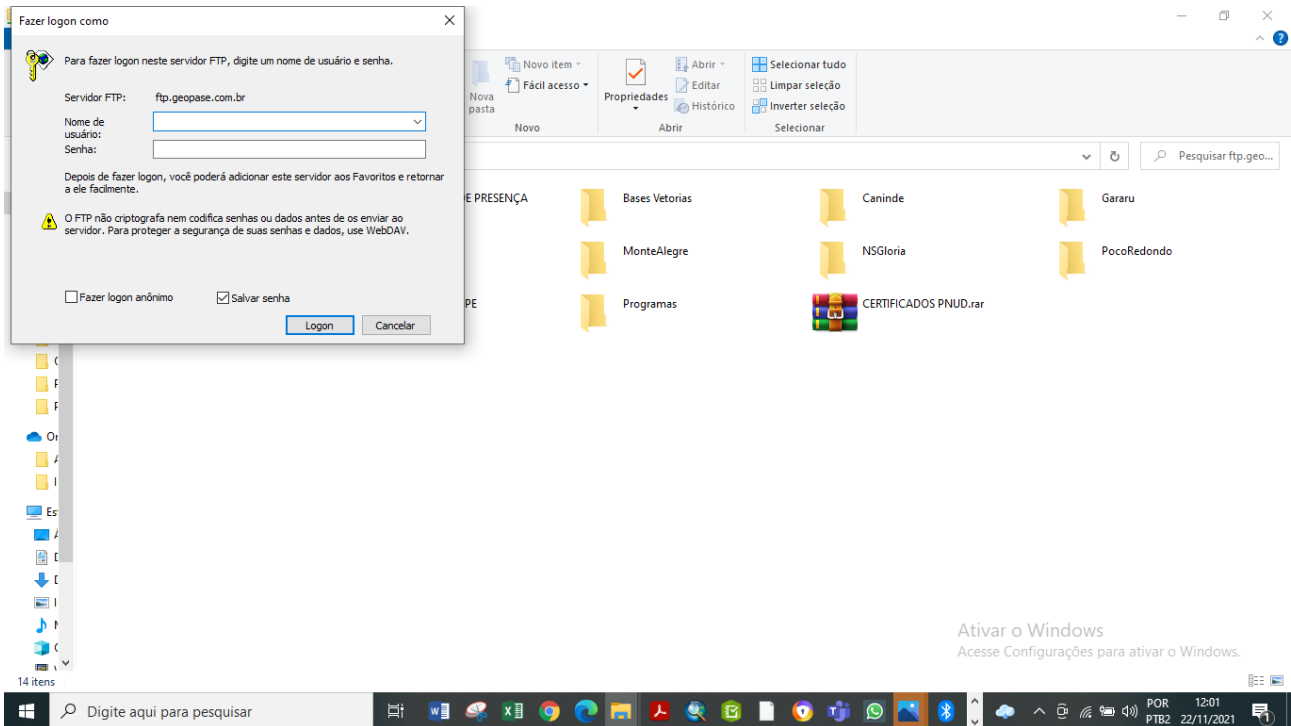 Fazer logon como
Para fazer logon neste servidor FTP, digite um nome de usuário e senha.
Servidor FTP: ftp.geopase.com.br
Nome de
usuário:
Senha:
Depois de fazer logon, você poderá adicionar este servidor aos Favoritos e retornar
a ele facilmente.
O FTP não criptografa nem codifica senhas ou dados antes de os enviar ao
servidor. Para proteger a segurança de suas senhas e dados, use WebDAV.
Fazer logon anônimo Salvar senha
Logon Cancelar
Nova
pasta
Novo item
Fácil acesso
Novo
Propriedades
Abrir
Editar
Histórico
Abrir
Selecionar tudo
Limpar seleção
Inverter seleção
Selecionar
Pesquisar ftp.geo...
E PRESENÇA Bases Vetorias Caninde Gararu
MonteAlegre NSGloria PocoRedondo
PE Programas CERTIFICADOS PNUD.rar
Ativar o Windows
Acesse Configurações para ativar o Windows.
14 itens
Digite aqui para pesquisar
POR
PTB2
12:01
22/11/2021